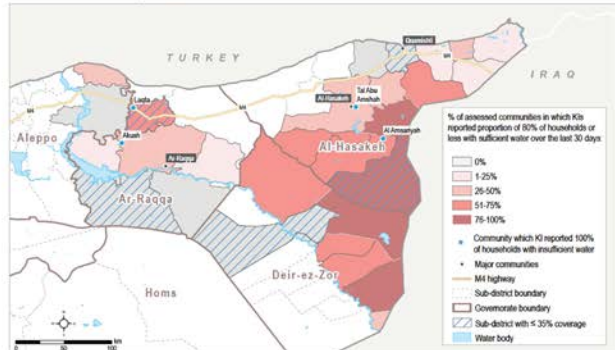 TURKEY
IRAQ
Quamishli
M4
M4
M4
Laqta
Al-Hasakeh
Tal Abu
Amshah
Aleppo
Akush
Al Amsariyah
Ar-Raqqa
Al-Hasakeh
Ar-Raqqa
Deir-ez-Zor
Homs
0 50 100
km
% of assessed communities in which KIs
reported proportion of 80% of households or
less with sufficient water over the last 30 days
0%
1-25%
26-50%
51-75%
76-100%
Community which KI reported 100%
of households with insufficient water
Major communities
M4 highway
Sub-district boundary
Governorate boundary
Sub-district with ≤ 35% coverage
Water body